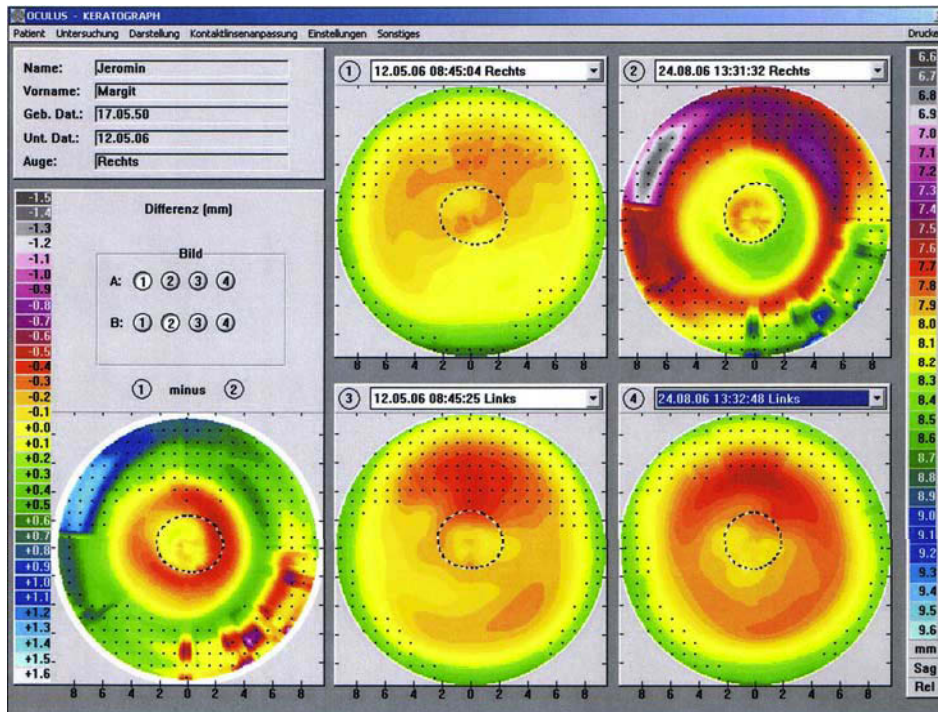 OCULUS - KERATOGRAPH
Patient Untersuchung Darstellung Kontaktlinsenanpassung Einstellungen Sonstiges Drucke
Name: Jeromin
Vorname: Margit
Geb. Dat.: 17.05.50
Unt. Dat.: 12.05.06
Auge: Rechts
1 12.05.06 08:45:04 Rechts
2 24.08.06 13:31:32 Rechts
Differenz [mm]
Bild
A: 1 2 3 4
B: 1 2 3 4
1 minus 2
-1.5
-1.4
-1.3
-1.2
-1.1
-1.0
-0.9
-0.8
-0.7
-0.6
-0.5
-0.4
-0.3
-0.2
-0.1
+0.0
+0.1
+0.2
+0.3
+0.4
+0.5
+0.6
+0.7
+0.8
+0.9
+1.0
+1.1
+1.2
+1.3
+1.4
+1.5
+1.6
8 6 4 2 0 2 4 6 8
8 6 4 2 0 2 4 6 8
8 6 4 2 0 2 4 6 8
3 12.05.06 08:45:25 Links
4 24.08.06 13:32:48 Links
8 6 4 2 0 2 4 6 8
8 6 4 2 0 2 4 6 8
6.6
6.7
6.8
6.9
7.0
7.1
7.2
7.3
7.4
7.5
7.6
7.7
7.8
7.9
8.0
8.1
8.2
8.3
8.4
8.5
8.6
8.7
8.8
8.9
9.0
9.1
9.2
9.3
9.4
9.5
9.6
mm
Sag
Rel